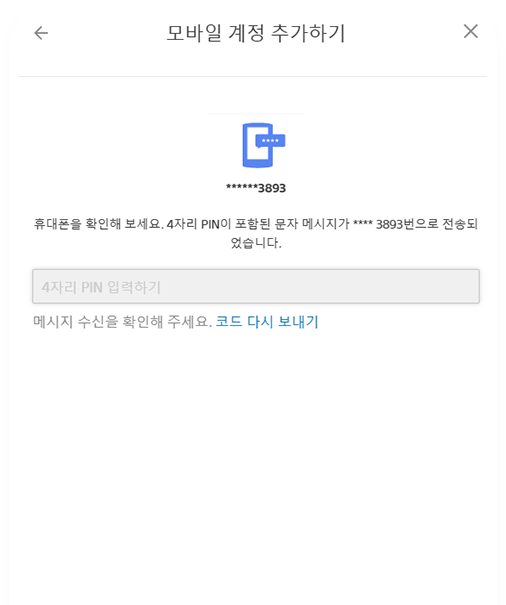 모바일 계정 추가하기
******3893
휴대폰을 확인해 보세요. 4자리 PIN이 포함된 문자 메시지가 **** 3893번으로 전송되
었습니다.
4자리 PIN 입력하기
메시지 수신을 확인해 주세요. 코드 다시 보내기